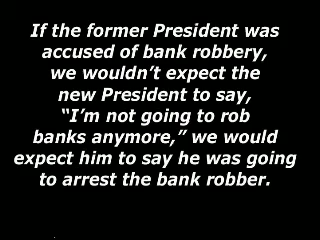 If the former President was
accused of bank robbery,
we wouldn't expect the
new President to say,
“I'm not going to rob
banks anymore,” we would
expect him to say he was going
to arrest the bank robber.